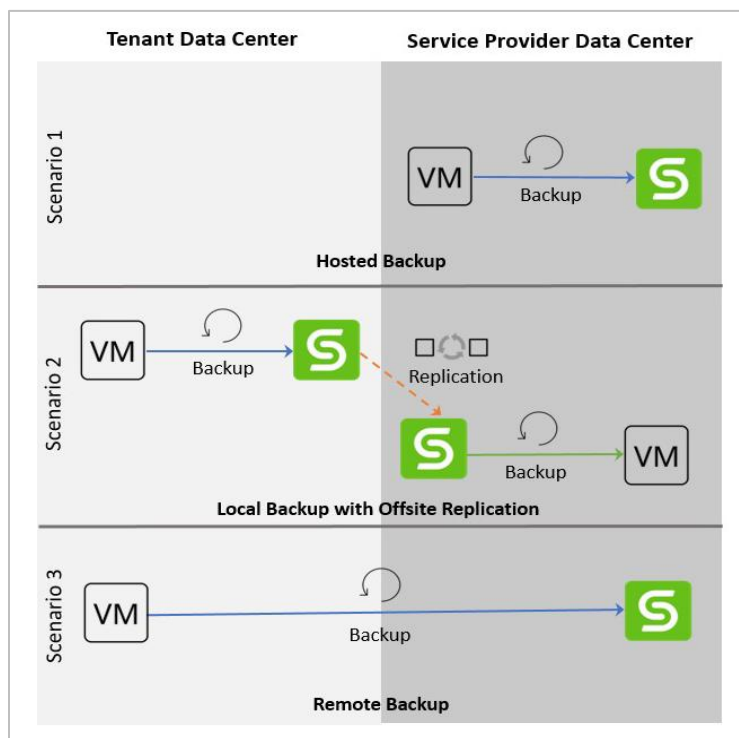 Tenant Data Center
Service Provider Data Center
Scenario 1
VM
Backup
S
Hosted Backup
Scenario 2
VM
Backup
S
Replication
S
Backup
VM
Local Backup with Offsite Replication
Scenario 3
VM
Backup
S
Remote Backup